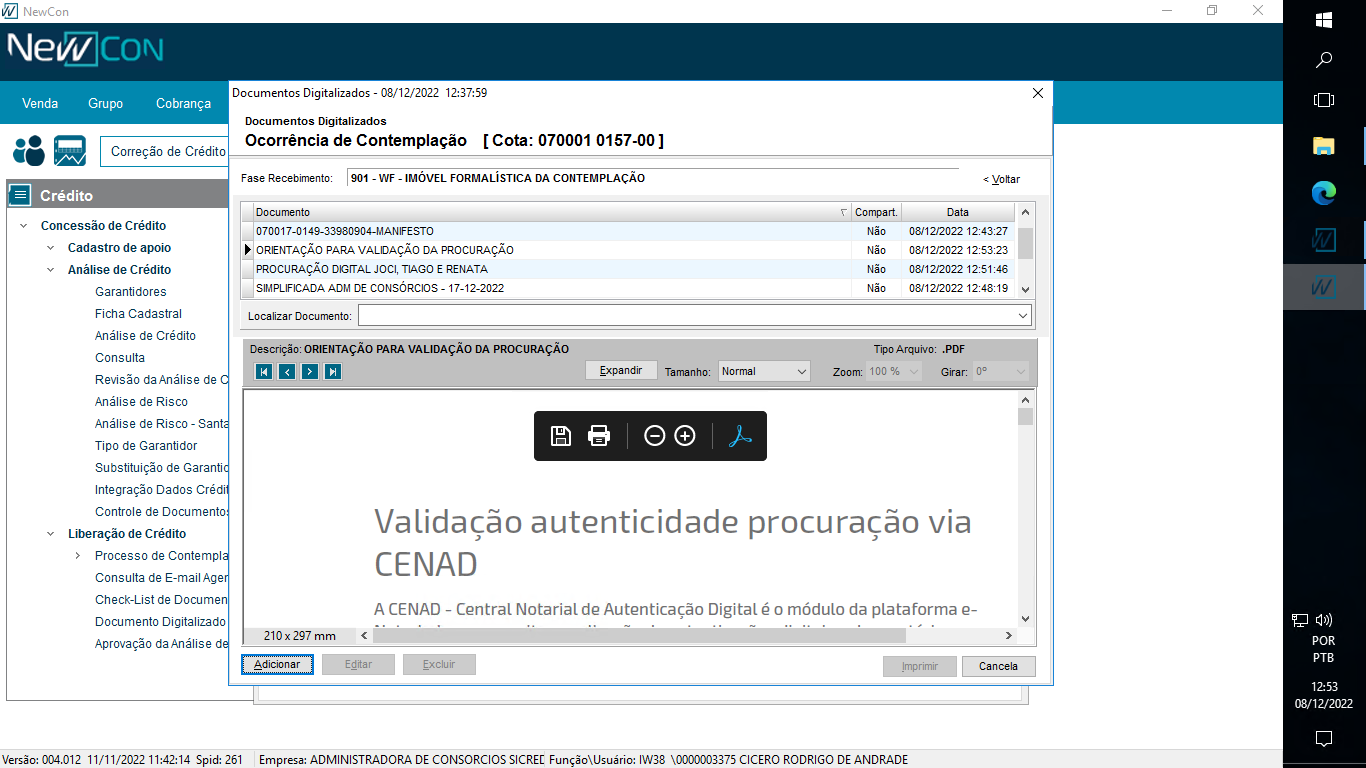 NewCon
NewCon
Venda Grupo Cobrança
Documentos Digitalizados - 08/12/2022 12:37:59
Documentos Digitalizados
Ocorrência de Contemplação [ Cota: 070001 0157-00 ]
Correção de Crédito
Fase Recebimento: 901 - WF - IMÓVEL FORMALÍSTICA DA CONTEMPLAÇÃO < Voltar
Crédito
Concessão de Crédito
Cadastro de apoio
Análise de Crédito
Garantidores
Ficha Cadastral
Análise de Crédito
Consulta
Revisão da Análise de C
Análise de Risco
Análise de Risco - Santa
Tipo de Garantidor
Substituição de Garantid
Integração Dados Crédit
Controle de Documentos
Liberação de Crédito
Processo de Contempla
Consulta de E-mail Ager
Check-List de Documen
Documento Digitalizado
Aprovação da Análise de
Documento Compart. Data
070017-0149-33980904-MANIFESTO Não 08/12/2022 12:43:27
ORIENTAÇÃO PARA VALIDAÇÃO DA PROCURAÇÃO Não 08/12/2022 12:53:23
PROCURAÇÃO DIGITAL JOCI, TIAGO E RENATA Não 08/12/2022 12:51:46
SIMPLIFICADA ADM DE CONSÓRCIOS - 17-12-2022 Não 08/12/2022 12:48:19
Localizar Documento:
Descrição: ORIENTAÇÃO PARA VALIDAÇÃO DA PROCURAÇÃO Tipo Arquivo: .PDF
Expandir Tamanho: Normal Zoom: 100 % Girar: 0º
Validação autenticidade procuração via
CENAD
A CENAD - Central Notarial de Autenticação Digital é o módulo da plataforma e-
210 x 297 mm
Adicionar Editar Excluir Imprimir Cancela
Versão: 004.012 11/11/2022 11:42:14 Spid: 261 Empresa: ADMINISTRADORA DE CONSORCIOS SICRED Função\Usuário: IW38 \0000003375 CICERO RODRIGO DE ANDRADE
POR
PTB
12:53
08/12/2022